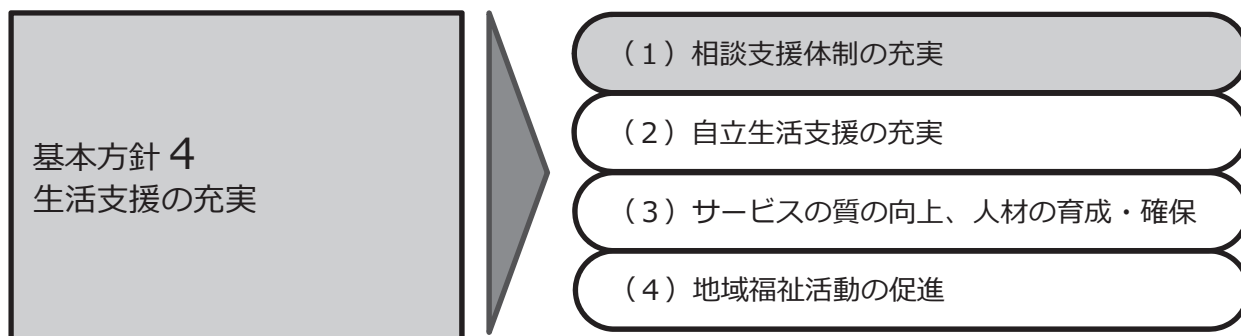 基本方針 4
生活支援の充実
（1）相談支援体制の充実
（2）自立生活支援の充実
（3）サービスの質の向上、人材の育成・確保
（4）地域福祉活動の促進